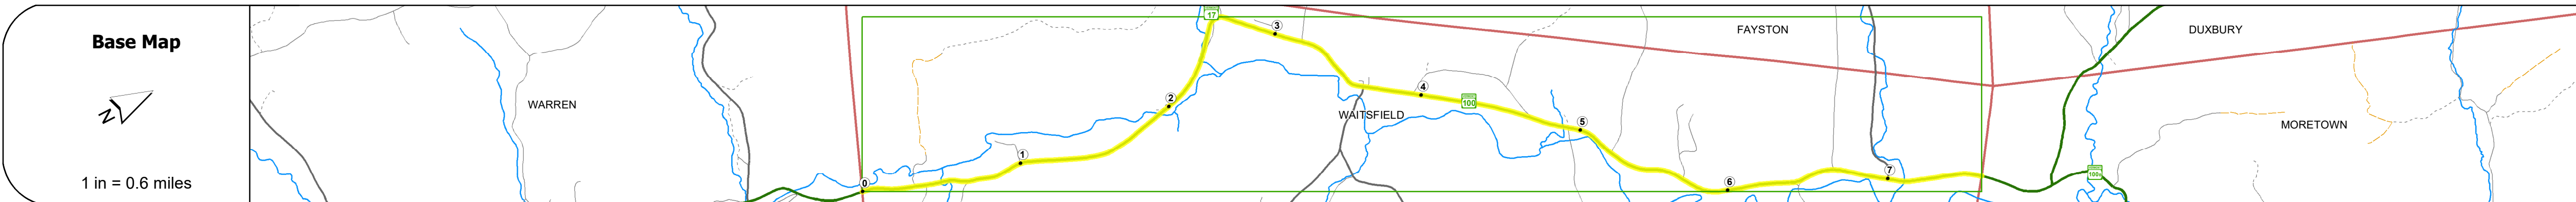 Base Map
N
1 in = 0.6 miles
WARREN
0
1
2
17
3
WAITSFIELD
4
100
5
6
FAYSTON
7
DUXBURY
MORETOWN